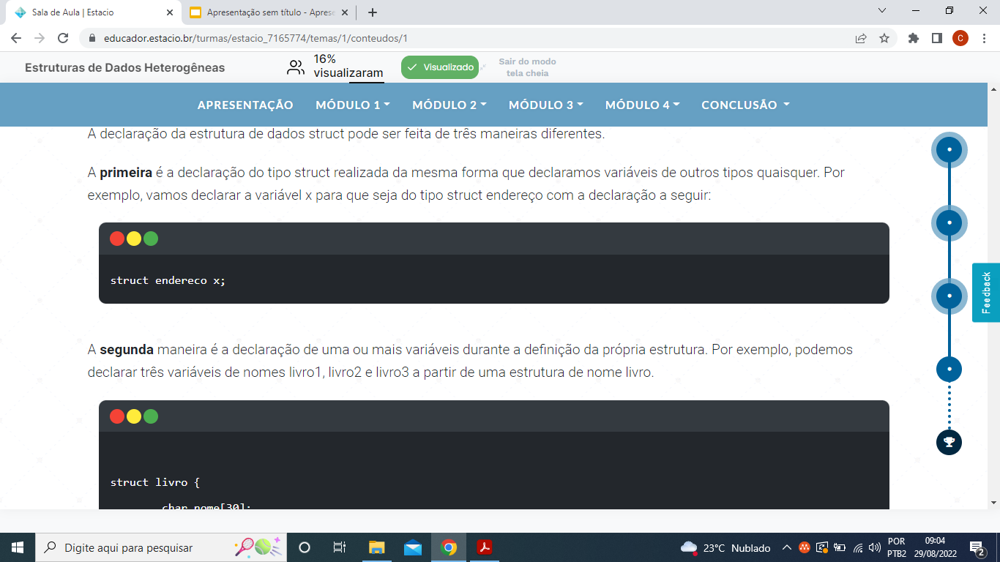 Sala de Aula | Estacio
Apresentação sem título - Aprese
educador.estacio.br/turmas/estacio_7165774/temas/1/conteudos/1
C
Estruturas de Dados Heterogêneas
16%
visualizaram
Visualizado
Sair do modo
tela cheia
APRESENTAÇÃO MÓDULO 1 MÓDULO 2 MÓDULO 3 MÓDULO 4 CONCLUSÃO
A declaração da estrutura de dados struct pode ser feita de três maneiras diferentes.
A primeira é a declaração do tipo struct realizada da mesma forma que declaramos variáveis de outros tipos quaisquer. Por
exemplo, vamos declarar a variável x para que seja do tipo struct endereço com a declaração a seguir:
struct endereco x;
Feedback
A segunda maneira é a declaração de uma ou mais variáveis durante a definição da própria estrutura. Por exemplo, podemos
declarar três variáveis de nomes livro1, livro2 e livro3 a partir de uma estrutura de nome livro.
struct livro {
char nome[30];
Digite aqui para pesquisar
23°C Nublado
POR
PTB2
09:04
29/08/2022
2